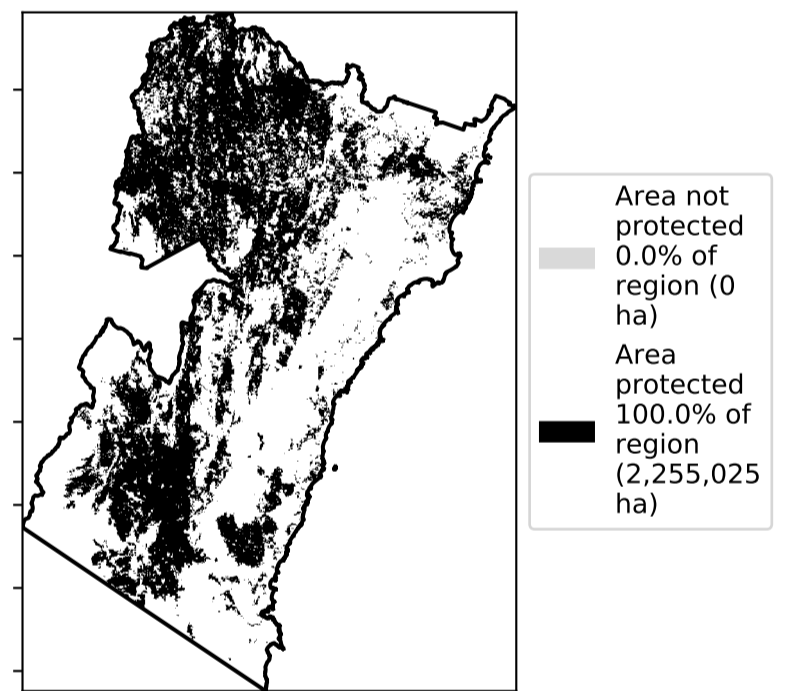 Area not
protected
0.0% of
region (0
ha)
Area
protected
100.0% of
region
(2,255,025
ha)